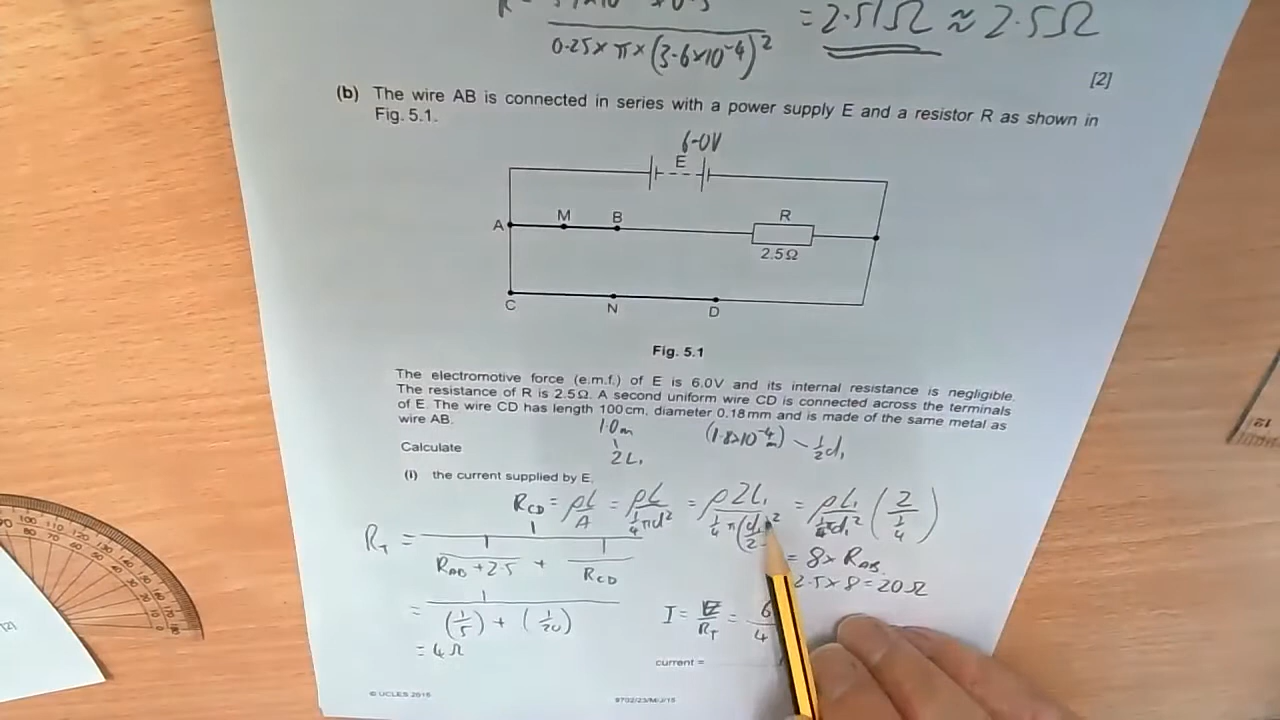 0.25 × π × (3.6×10⁻⁴)²
= 2.51Ω ≈ 2.5Ω
[2]
(b) The wire AB is connected in series with a power supply E and a resistor R as shown in
Fig. 5.1.
6.0V
E
A
M
B
R
2.5Ω
C
N
D
Fig. 5.1
The electromotive force (e.m.f.) of E is 6.0V and its internal resistance is negligible.
The resistance of R is 2.5Ω. A second uniform wire CD is connected across the terminals
of E. The wire CD has length 100cm, diameter 0.18mm and is made of the same metal as
wire AB.
1.0m
2L₁
(1.8×10⁻⁴m) ~ ½d₁
Calculate
(i) the current supplied by E,
R_CD = ρL/A = ρL/(¼πd²) = ρ2L₁/(¼π(d₁/2)²) = ρL₁/(¼πd₁²) (2/¼)
= 8 × R_AB
2.5 × 8 = 20Ω
R_T = 1/(1/(R_AB + 2.5) + 1/R_CD)
= 1/((1/5) + (1/20))
= 4Ω
I = E/R_T = 6/4
current =
© UCLES 2015
9702/23/M/J/15
[2]
12